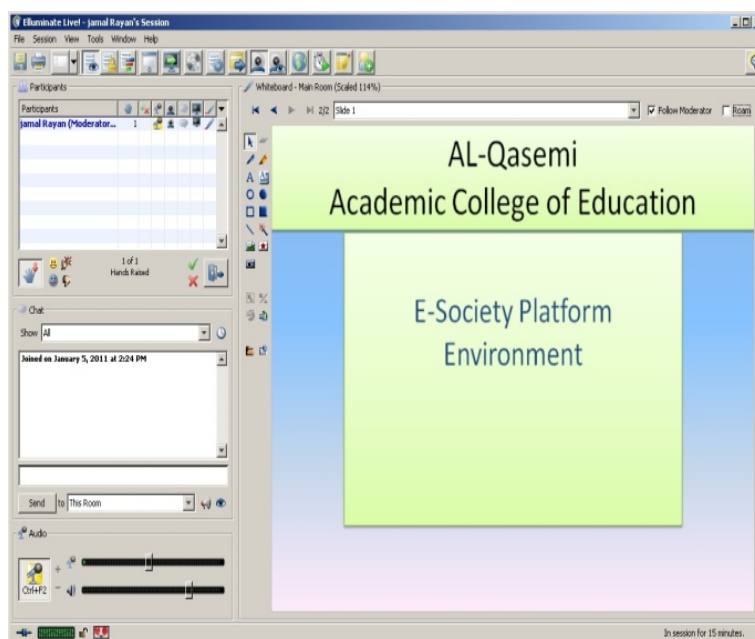 Elluminate Live! - jamal Rayan's Session
File Session View Tools Window Help
Participants
Participants
jamal Rayan (Moderator... 1
1 of 1
Hands Raised
Chat
Show All
Joined on January 5, 2011 at 2:24 PM
Send to This Room
Audio
Ctrl+F2
Whiteboard - Main Room (Scaled 114%)
2/2 Slide 1 Follow Moderator Roam
A A
AL-Qasemi
Academic College of Education
E-Society Platform
Environment
In session for 15 minutes.